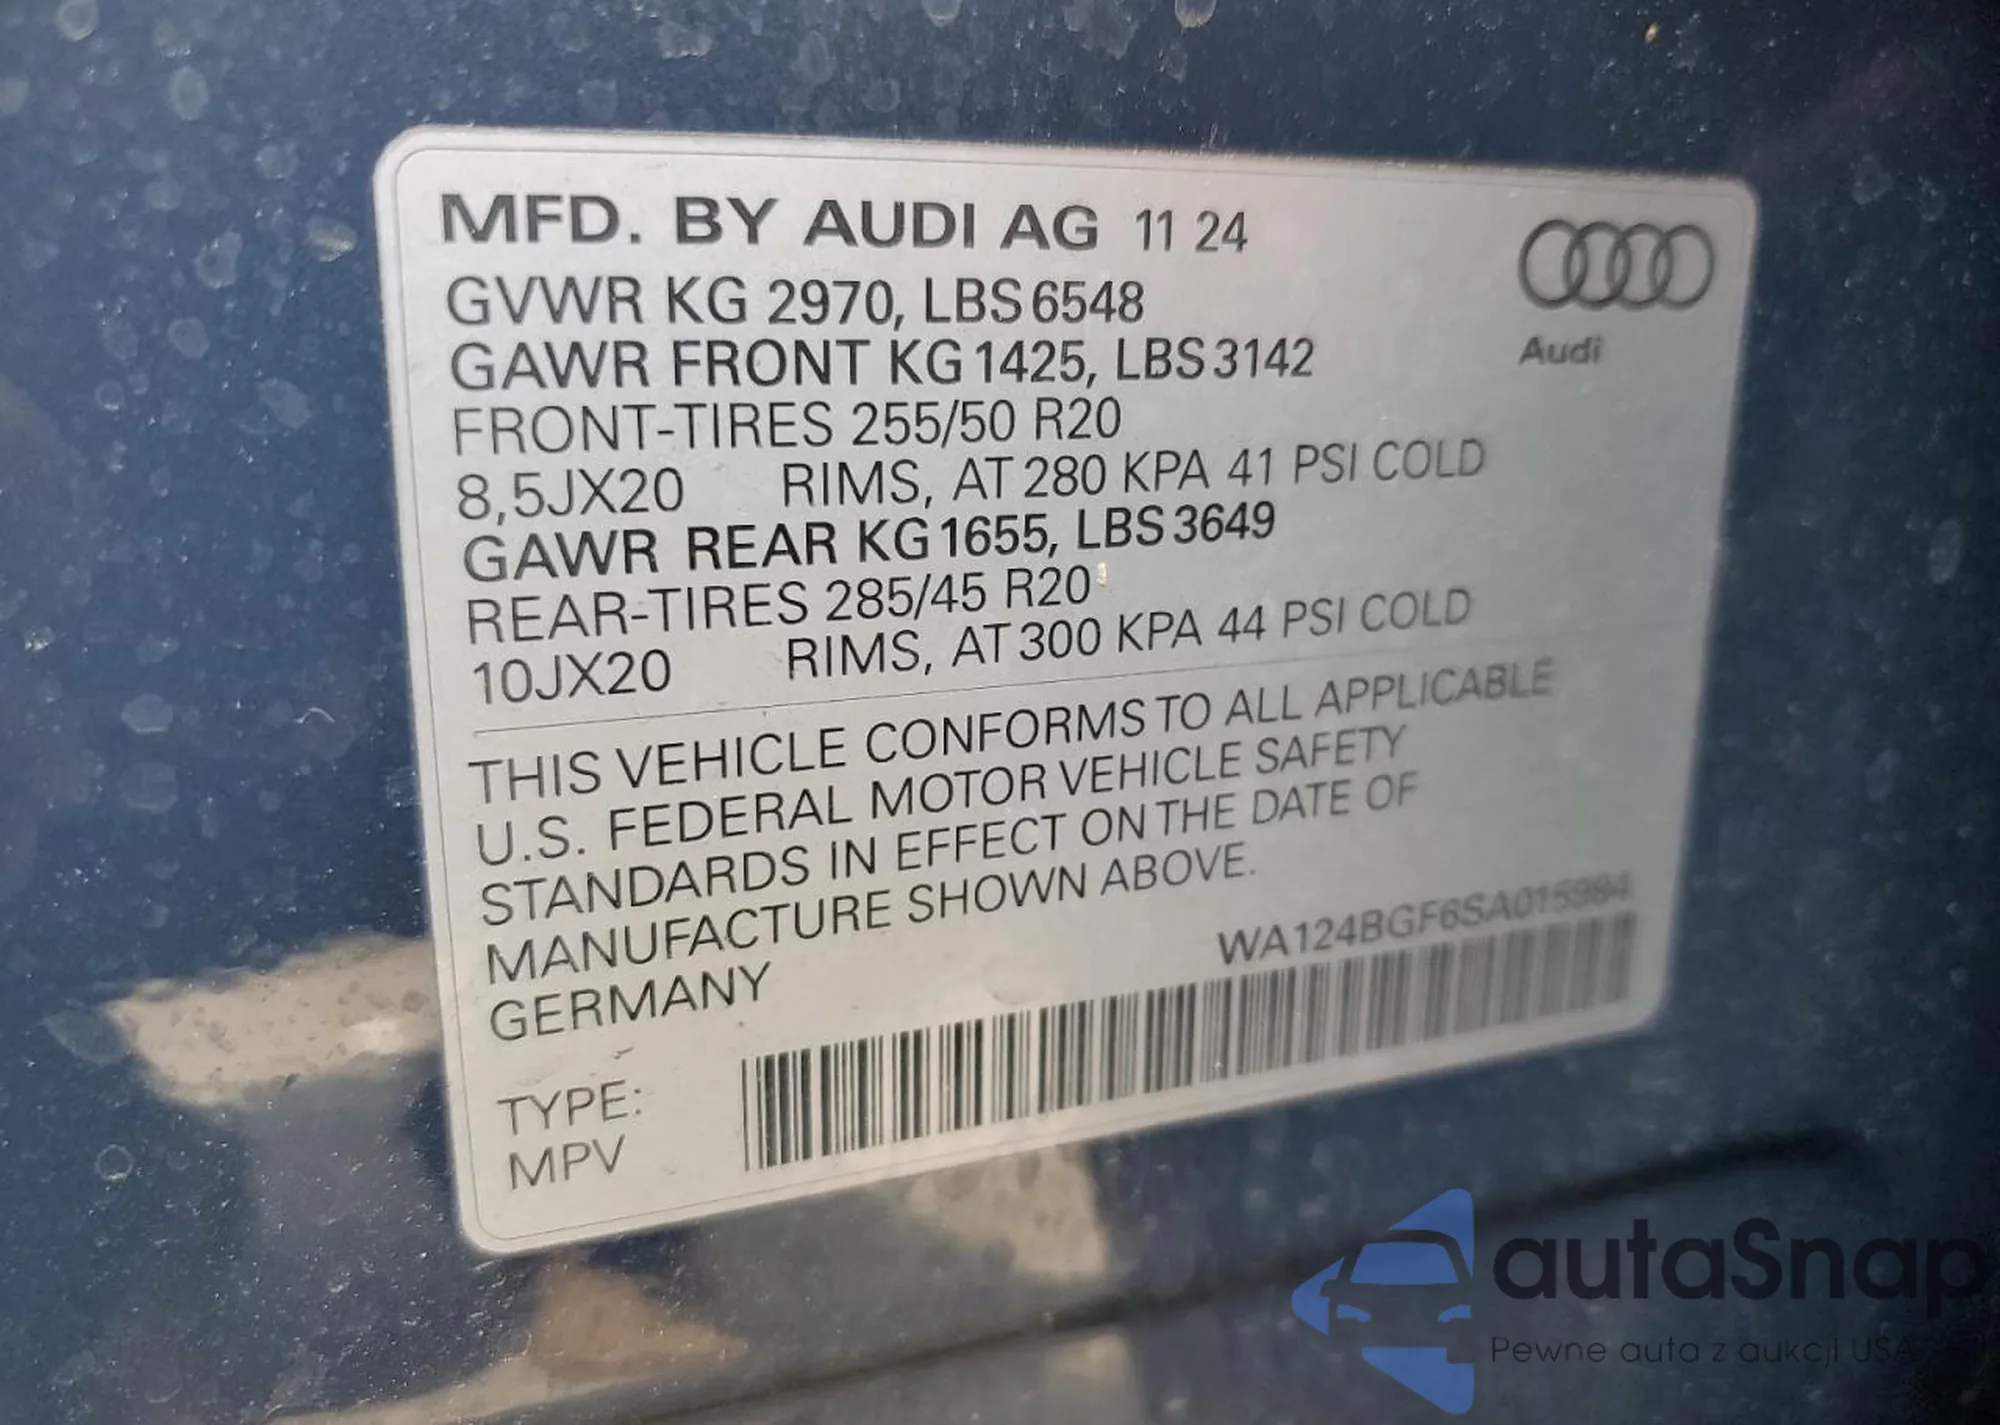 MFD. BY AUDI AG 11 24
GVWR KG 2970, LBS 6548
GAWR FRONT KG 1425, LBS 3142
Audi
FRONT-TIRES 255/50 R20
8,5JX20 RIMS, AT 280 KPA 41 PSI COLD
GAWR REAR KG 1655, LBS 3649
REAR-TIRES 285/45 R20
10JX20 RIMS, AT 300 KPA 44 PSI COLD
THIS VEHICLE CONFORMS TO ALL APPLICABLE
U.S. FEDERAL MOTOR VEHICLE SAFETY
STANDARDS IN EFFECT ON THE DATE OF
MANUFACTURE SHOWN ABOVE.
WA124BGF6SA015984
GERMANY
TYPE:
MPV
autaSnap
Pewne auta z aukcji USA